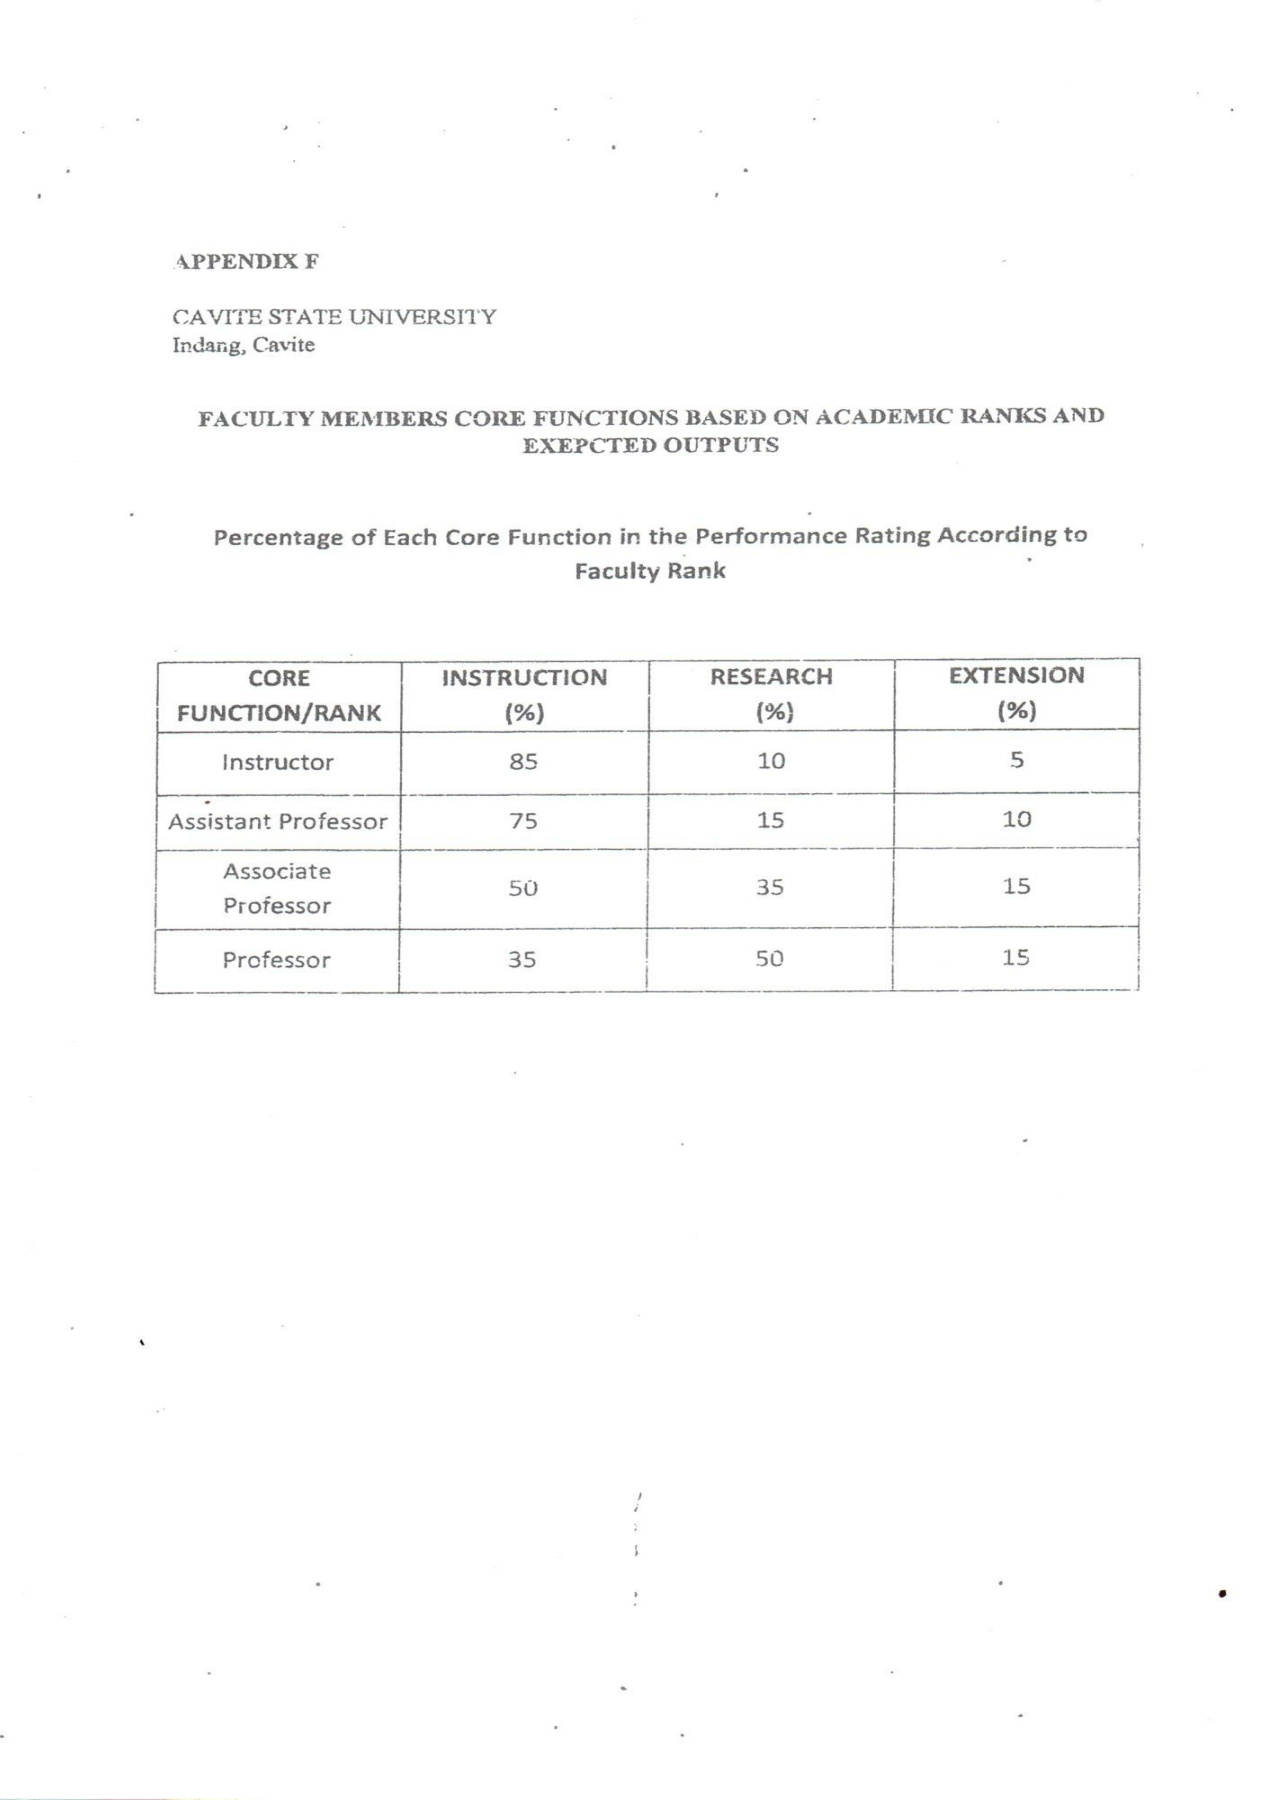 APPENDIX F
CAVITE STATE UNIVERSITY
Indang, Cavite
FACULTY MEMBERS CORE FUNCTIONS BASED ON ACADEMIC RANKS AND
EXEPCTED OUTPUTS
Percentage of Each Core Function in the Performance Rating According to
Faculty Rank
CORE FUNCTION/RANK INSTRUCTION (%) RESEARCH (%) EXTENSION (%)
Instructor 85 10 5
Assistant Professor 75 15 10
Associate Professor 50 35 15
Professor 35 50 15